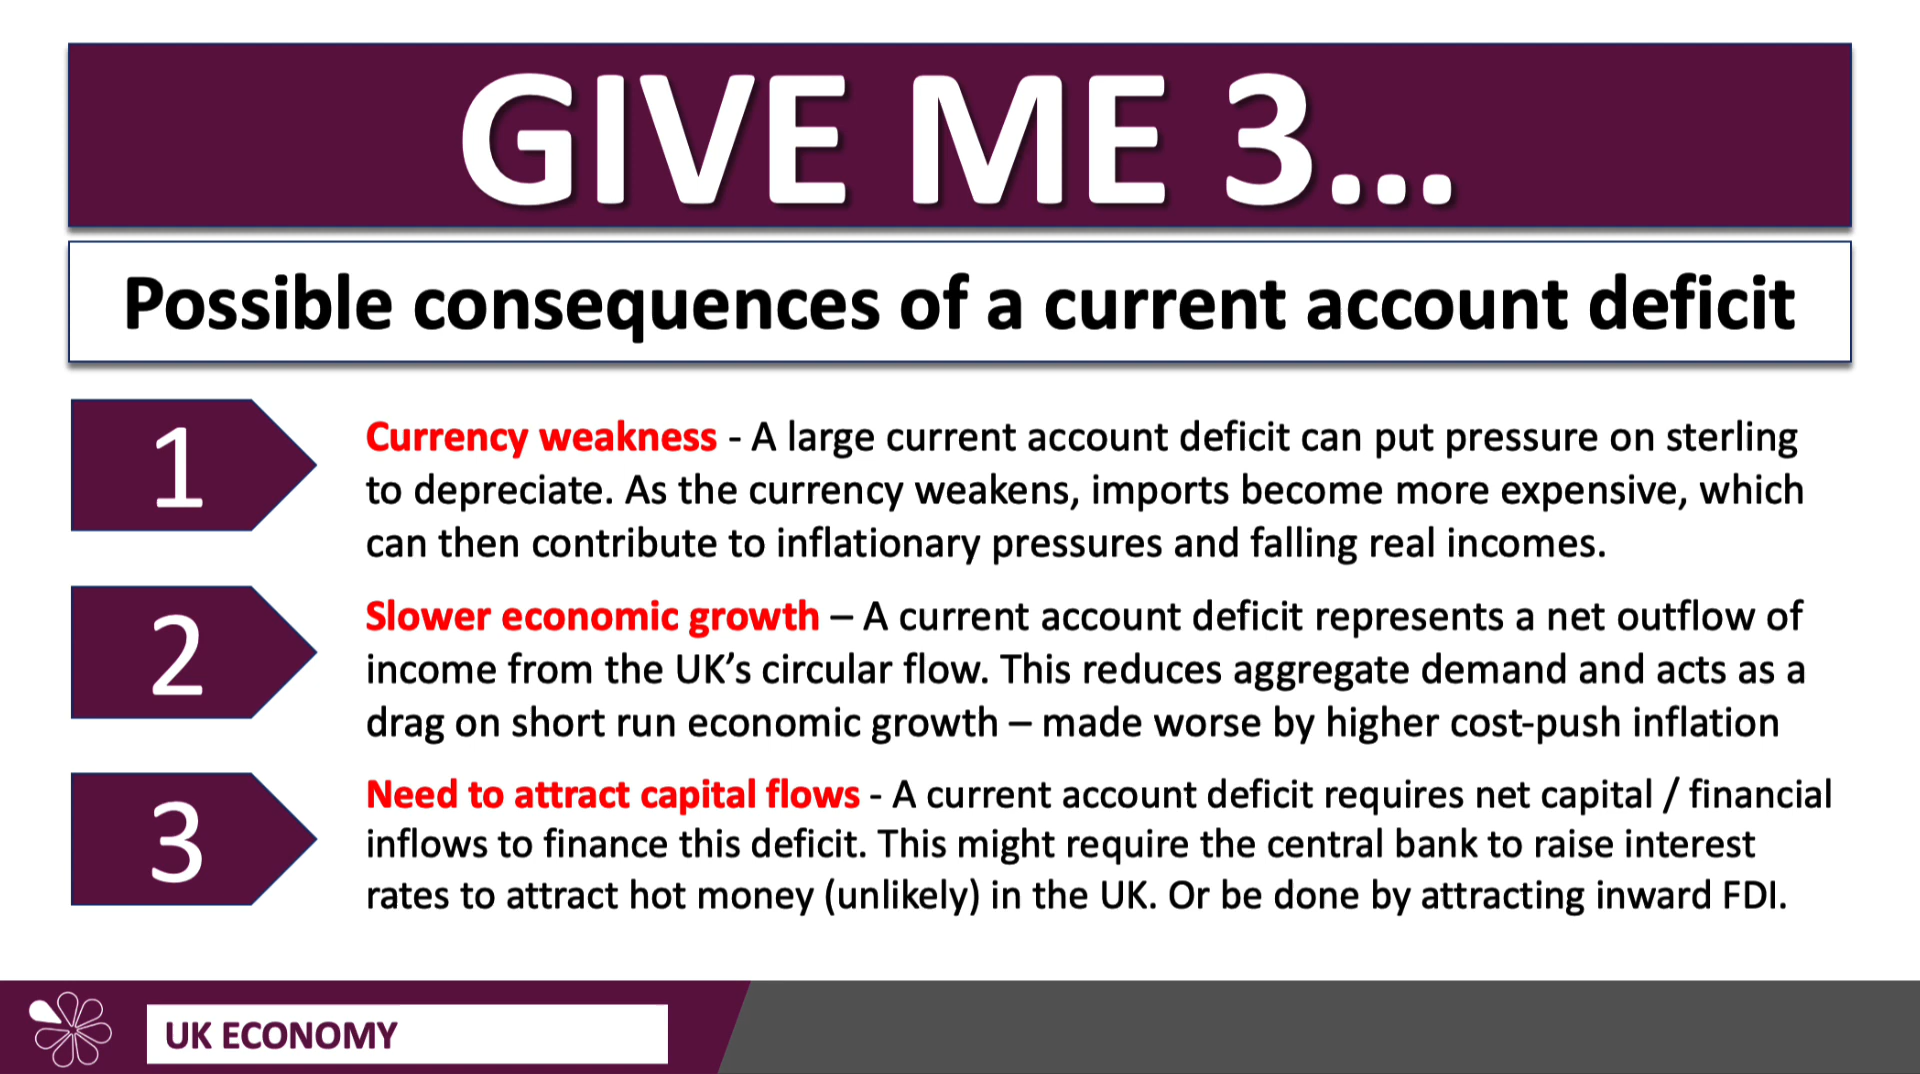 GIVE ME 3...
Possible consequences of a current account deficit
1
Currency weakness - A large current account deficit can put pressure on sterling
to depreciate. As the currency weakens, imports become more expensive, which
can then contribute to inflationary pressures and falling real incomes.
2
Slower economic growth – A current account deficit represents a net outflow of
income from the UK’s circular flow. This reduces aggregate demand and acts as a
drag on short run economic growth – made worse by higher cost-push inflation
3
Need to attract capital flows - A current account deficit requires net capital / financial
inflows to finance this deficit. This might require the central bank to raise interest
rates to attract hot money (unlikely) in the UK. Or be done by attracting inward FDI.
UK ECONOMY